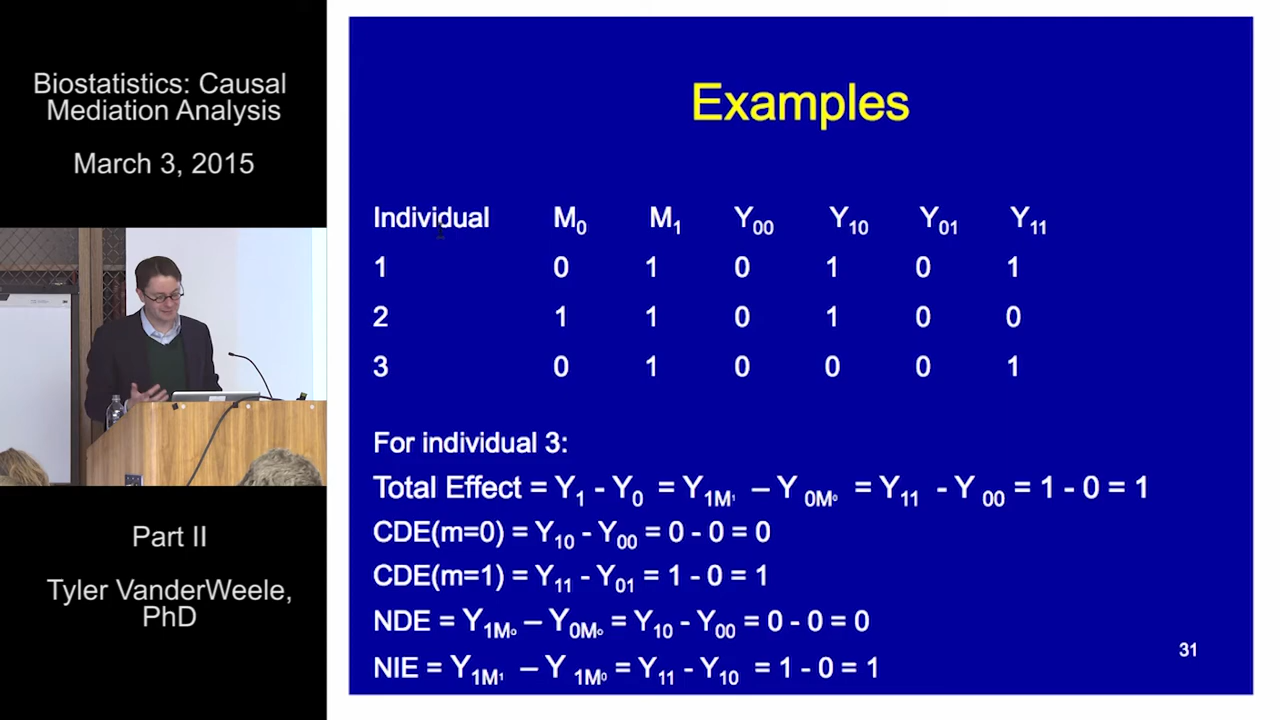 Biostatistics: Causal
Mediation Analysis
March 3, 2015
Part II
Tyler VanderWeele,
PhD
Examples
Individual M₀ M₁ Y₀₀ Y₁₀ Y₀₁ Y₁₁
1 0 1 0 1 0 1
2 1 1 0 1 0 0
3 0 1 0 0 0 1
For individual 3:
Total Effect = Y₁ - Y₀ = Y₁M¹ – Y ₀M⁰ = Y₁₁ - Y ₀₀ = 1 - 0 = 1
CDE(m=0) = Y₁₀ - Y₀₀ = 0 - 0 = 0
CDE(m=1) = Y₁₁ - Y₀₁ = 1 - 0 = 1
NDE = Y₁M⁰ – Y₀M⁰ = Y₁₀ - Y₀₀ = 0 - 0 = 0
NIE = Y₁M¹ – Y ₁M⁰ = Y₁₁ - Y₁₀ = 1 - 0 = 1
31